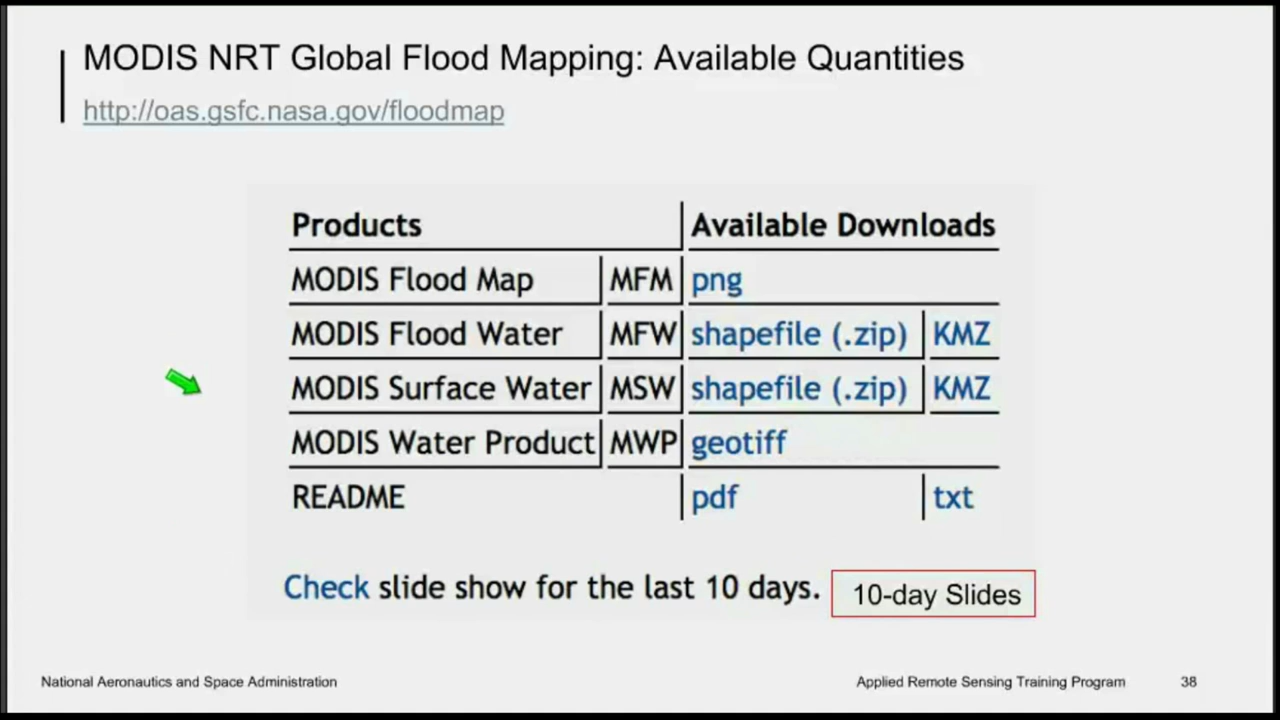 MODIS NRT Global Flood Mapping: Available Quantities
http://oas.gsfc.nasa.gov/floodmap
Products Available Downloads
MODIS Flood Map MFM png
MODIS Flood Water MFW shapefile (.zip) KMZ
MODIS Surface Water MSW shapefile (.zip) KMZ
MODIS Water Product MWP geotiff
README pdf txt
Check slide show for the last 10 days. 10-day Slides
National Aeronautics and Space Administration Applied Remote Sensing Training Program 38